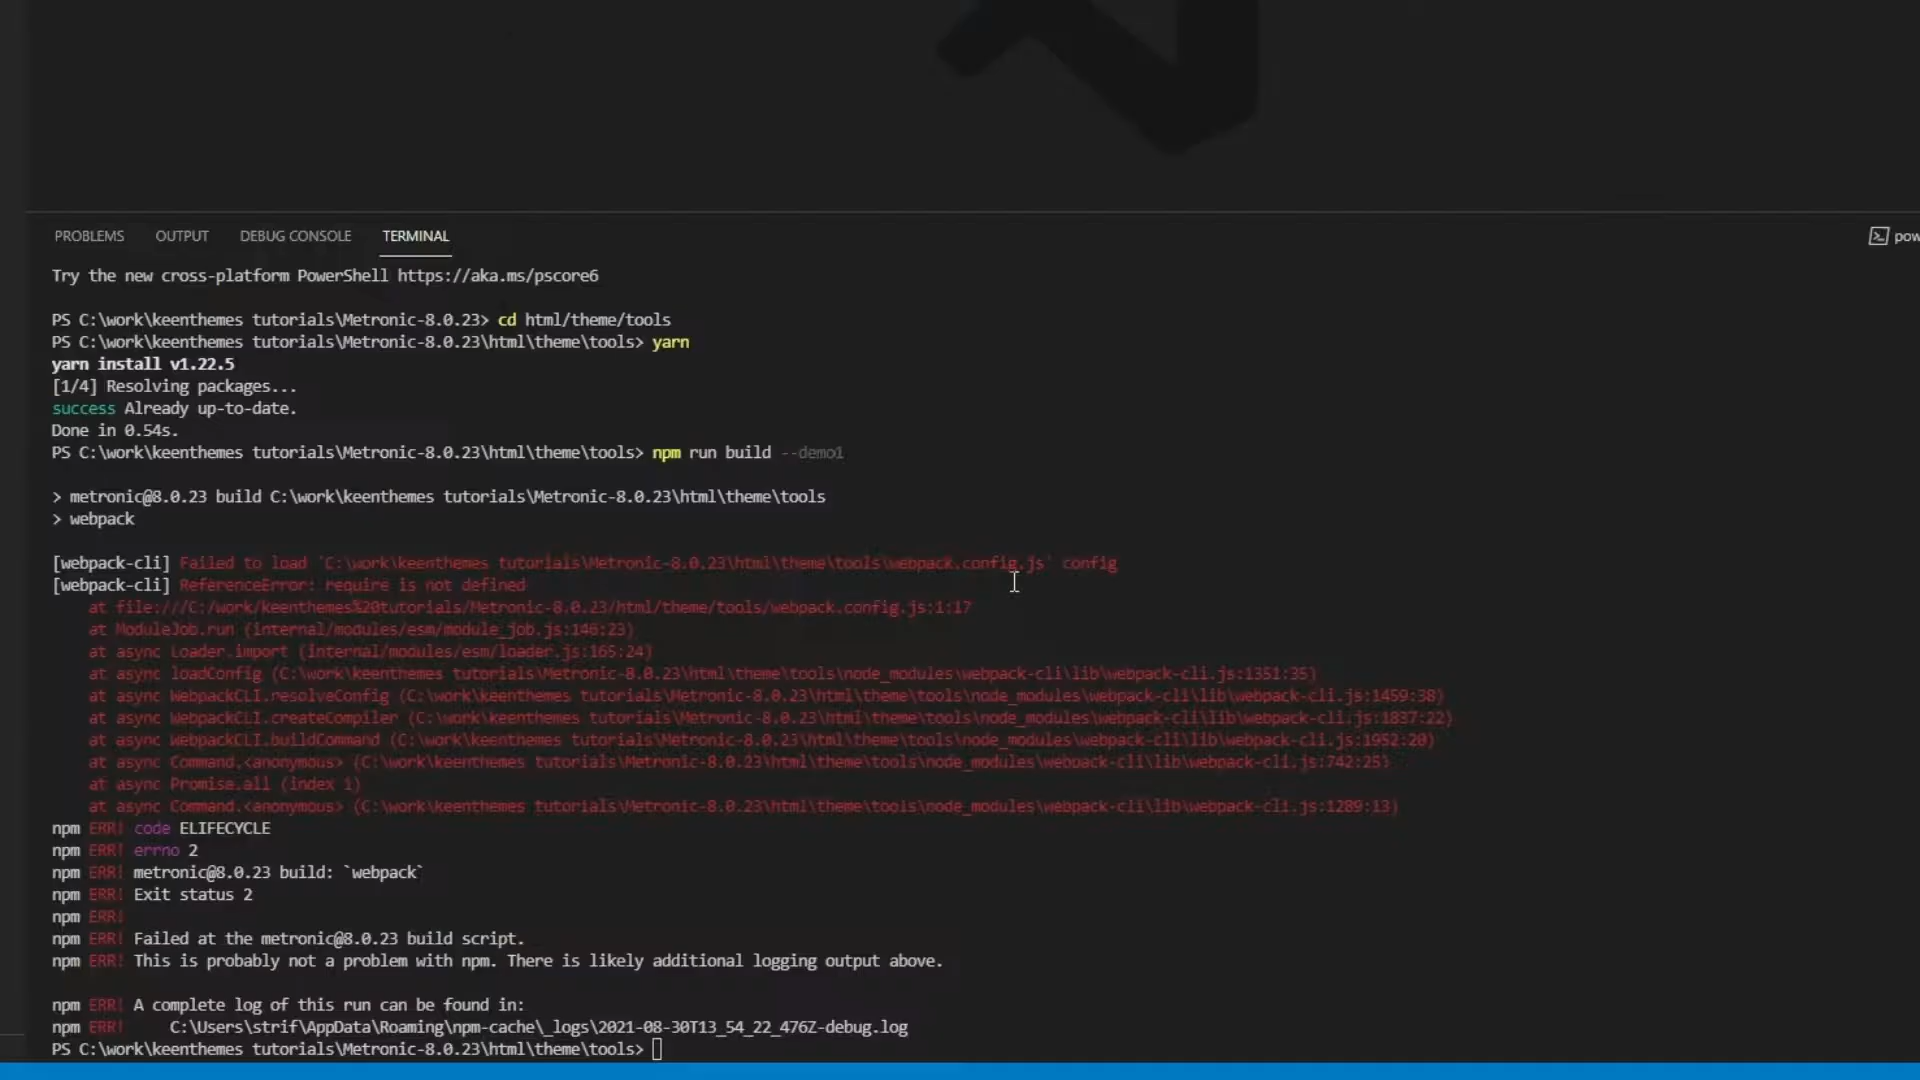 PROBLEMS OUTPUT DEBUG CONSOLE TERMINAL
Try the new cross-platform PowerShell https://aka.ms/pscore6
PS C:\work\keenthemes tutorials\Metronic-8.0.23> cd html/theme/tools
PS C:\work\keenthemes tutorials\Metronic-8.0.23\html\theme\tools> yarn
yarn install v1.22.5
[1/4] Resolving packages...
success Already up-to-date.
Done in 0.54s.
PS C:\work\keenthemes tutorials\Metronic-8.0.23\html\theme\tools> npm run build --demo1
> metronic@8.0.23 build C:\work\keenthemes tutorials\Metronic-8.0.23\html\theme\tools
> webpack
[webpack-cli] Failed to load 'C:\work\keenthemes tutorials\Metronic-8.0.23\html\theme\tools\webpack.config.js' config
[webpack-cli] ReferenceError: require is not defined
at file:///C:/work/keenthemes%20tutorials/Metronic-8.0.23/html/theme/tools/webpack.config.js:1:17
at ModuleJob.run (internal/modules/esm/module_job.js:146:23)
at async Loader.import (internal/modules/esm/loader.js:165:24)
at async loadConfig (C:\work\keenthemes tutorials\Metronic-8.0.23\html\theme\tools\node_modules\webpack-cli\lib\webpack-cli.js:1351:35)
at async WebpackCLI.resolveConfig (C:\work\keenthemes tutorials\Metronic-8.0.23\html\theme\tools\node_modules\webpack-cli\lib\webpack-cli.js:1459:38)
at async WebpackCLI.createCompiler (C:\work\keenthemes tutorials\Metronic-8.0.23\html\theme\tools\node_modules\webpack-cli\lib\webpack-cli.js:1837:22)
at async WebpackCLI.buildCommand (C:\work\keenthemes tutorials\Metronic-8.0.23\html\theme\tools\node_modules\webpack-cli\lib\webpack-cli.js:1952:20)
at async Command.<anonymous> (C:\work\keenthemes tutorials\Metronic-8.0.23\html\theme\tools\node_modules\webpack-cli\lib\webpack-cli.js:742:25)
at async Promise.all (index 1)
at async Command.<anonymous> (C:\work\keenthemes tutorials\Metronic-8.0.23\html\theme\tools\node_modules\webpack-cli\lib\webpack-cli.js:1289:13)
npm ERR! code ELIFECYCLE
npm ERR! errno 2
npm ERR! metronic@8.0.23 build: `webpack`
npm ERR! Exit status 2
npm ERR!
npm ERR! Failed at the metronic@8.0.23 build script.
npm ERR! This is probably not a problem with npm. There is likely additional logging output above.
npm ERR! A complete log of this run can be found in:
npm ERR! C:\Users\strif\AppData\Roaming\npm-cache\_logs\2021-08-30T13_54_22_476Z-debug.log
PS C:\work\keenthemes tutorials\Metronic-8.0.23\html\theme\tools>